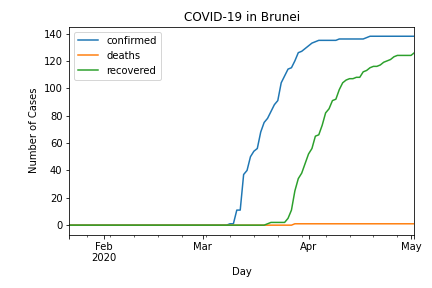 COVID-19 in Brunei
confirmed
deaths
recovered
Number of Cases
140
120
100
80
60
40
20
0
Feb
2020
Mar
Apr
May
Day